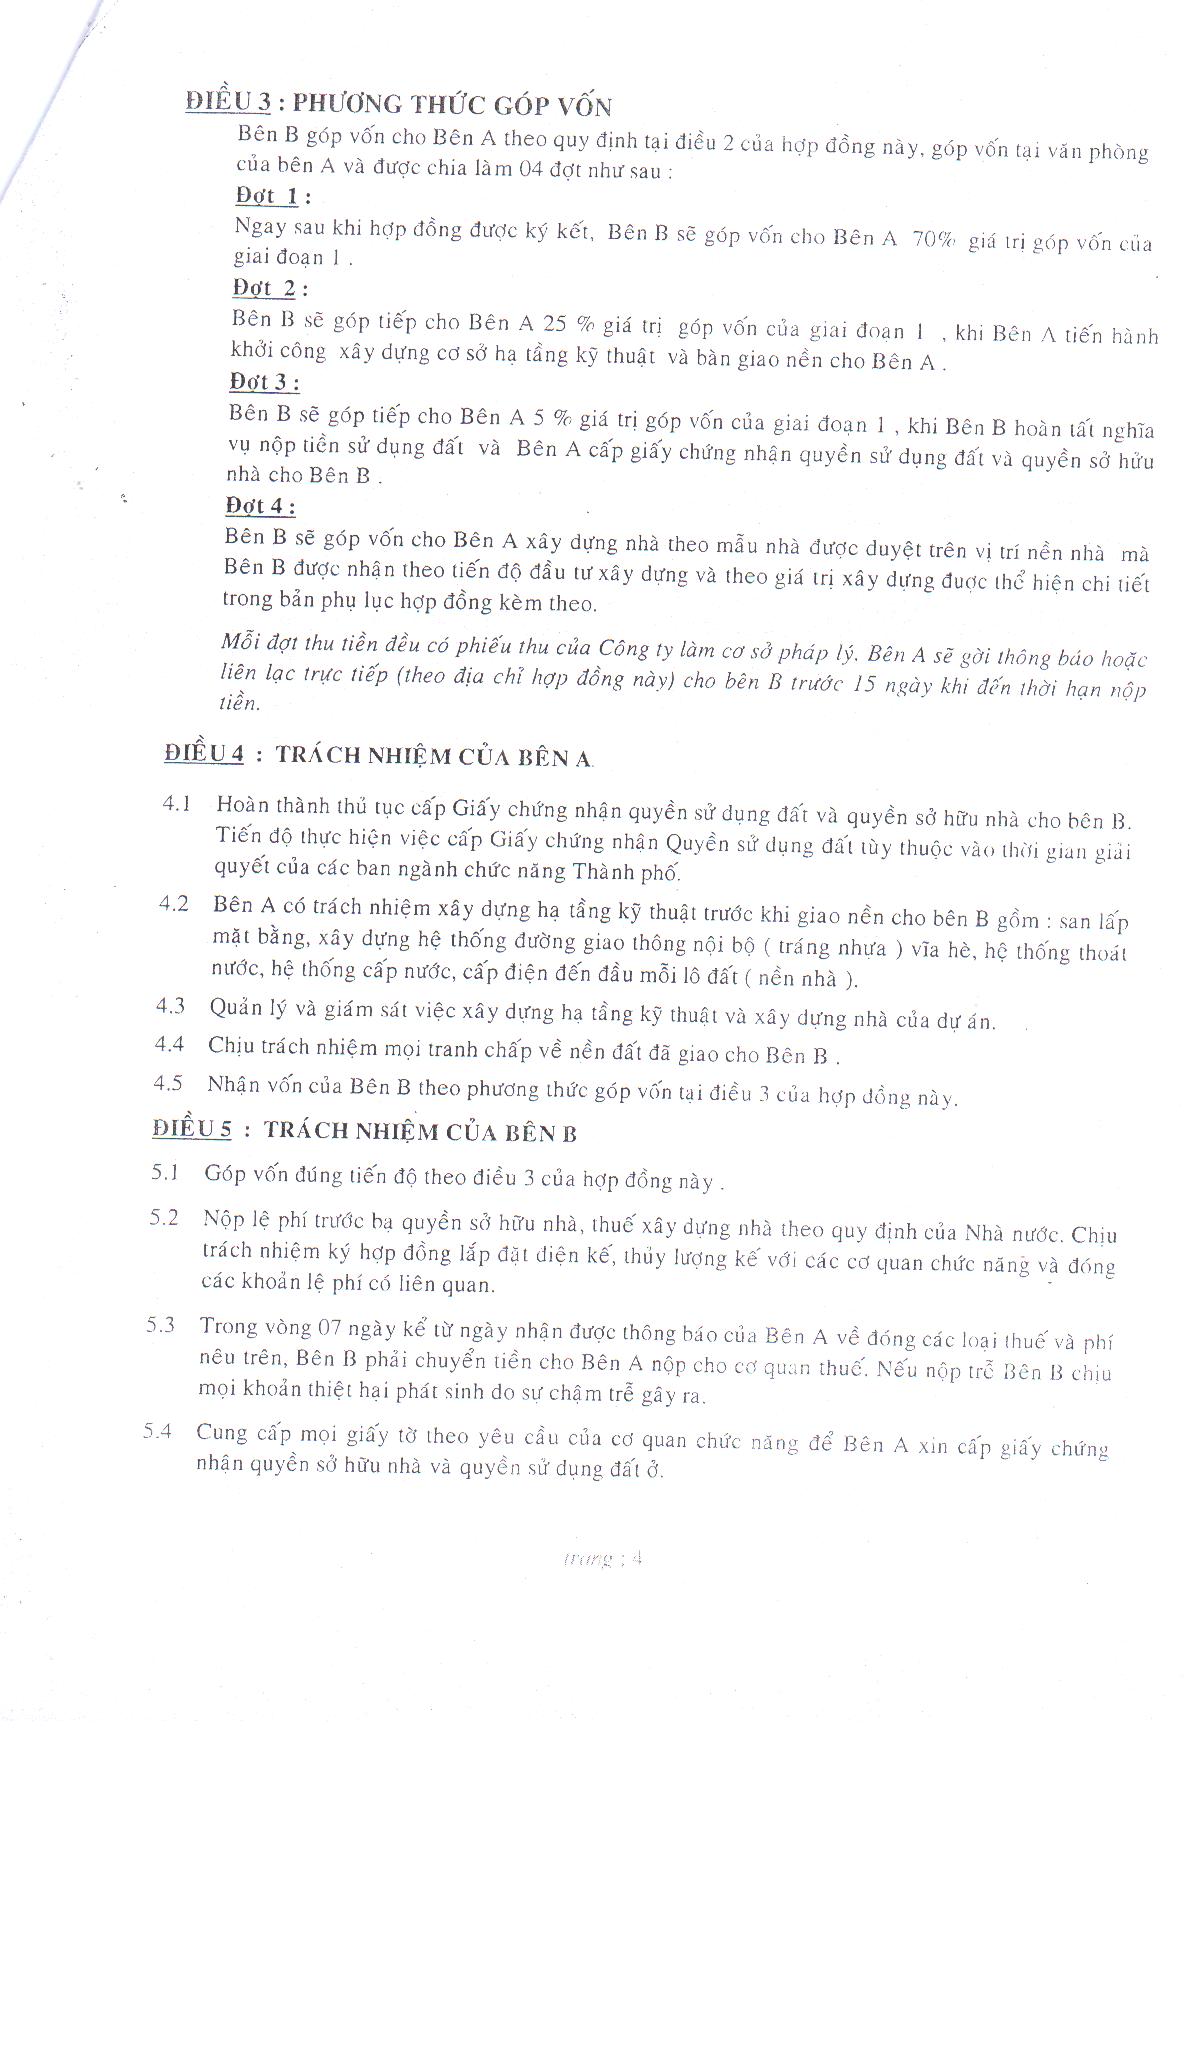 ĐIỀU 3 : PHƯƠNG THỨC GÓP VỐN
Bên B góp vốn cho Bên A theo quy định tại điều 2 của hợp đồng này, góp vốn tại văn phòng
của bên A và được chia làm 04 đợt như sau :
Đợt 1 :
Ngay sau khi hợp đồng được ký kết, Bên B sẽ góp vốn cho Bên A 70% giá trị góp vốn của
giai đoạn 1 .
Đợt 2 :
Bên B sẽ góp tiếp cho Bên A 25 % giá trị góp vốn của giai đoạn 1 , khi Bên A tiến hành
khởi công xây dựng cơ sở hạ tầng kỹ thuật và bàn giao nền cho Bên A .
Đợt 3 :
Bên B sẽ góp tiếp cho Bên A 5 % giá trị góp vốn của giai đoạn 1 , khi Bên B hoàn tất nghĩa
vụ nộp tiền sử dụng đất và Bên A cấp giấy chứng nhận quyền sử dụng đất và quyền sở hửu
nhà cho Bên B .
Đợt 4 :
Bên B sẽ góp vốn cho Bên A xây dựng nhà theo mẫu nhà được duyệt trên vị trí nền nhà mà
Bên B được nhận theo tiến độ đầu tư xây dựng và theo giá trị xây dựng đuợc thể hiện chi tiết
trong bản phụ lục hợp đồng kèm theo.
Mỗi đợt thu tiền đều có phiếu thu của Công ty làm cơ sở pháp lý. Bên A sẽ gởi thông báo hoặc
liên lạc trực tiếp (theo địa chỉ hợp đồng này) cho bên B trước 15 ngày khi đến thời hạn nộp
tiền.
ĐIỀU 4 : TRÁCH NHIỆM CỦA BÊN A
4.1 Hoàn thành thủ tục cấp Giấy chứng nhận quyền sử dụng đất và quyền sở hữu nhà cho bên B.
Tiến độ thực hiện việc cấp Giấy chứng nhận Quyền sử dụng đất tùy thuộc vào thời gian giải
quyết của các ban ngành chức năng Thành phố.
4.2 Bên A có trách nhiệm xây dựng hạ tầng kỹ thuật trước khi giao nền cho bên B gồm : san lấp
mặt bằng, xây dựng hệ thống đường giao thông nội bộ ( tráng nhựa ) vĩa hè, hệ thống thoát
nước, hệ thống cấp nước, cấp điện đến đầu mỗi lô đất ( nền nhà ).
4.3 Quản lý và giám sát việc xây dựng hạ tầng kỹ thuật và xây dựng nhà của dự án.
4.4 Chịu trách nhiệm mọi tranh chấp về nền đất đã giao cho Bên B .
4.5 Nhận vốn của Bên B theo phương thức góp vốn tại điều 3 của hợp đồng này.
ĐIỀU 5 : TRÁCH NHIỆM CỦA BÊN B
5.1 Góp vốn đúng tiến độ theo điều 3 của hợp đồng này .
5.2 Nộp lệ phí trước bạ quyền sở hữu nhà, thuế xây dựng nhà theo quy định của Nhà nước. Chịu
trách nhiệm ký hợp đồng lắp đặt điện kế, thủy lượng kế với các cơ quan chức năng và đóng
các khoản lệ phí có liên quan.
5.3 Trong vòng 07 ngày kể từ ngày nhận được thông báo của Bên A về đóng các loại thuế và phí
nêu trên, Bên B phải chuyển tiền cho Bên A nộp cho cơ quan thuế. Nếu nộp trễ Bên B chịu
mọi khoản thiệt hại phát sinh do sự chậm trễ gây ra.
5.4 Cung cấp mọi giấy tờ theo yêu cầu của cơ quan chức năng để Bên A xin cấp giấy chứng
nhận quyền sở hữu nhà và quyền sử dụng đất ở.
trang : 4